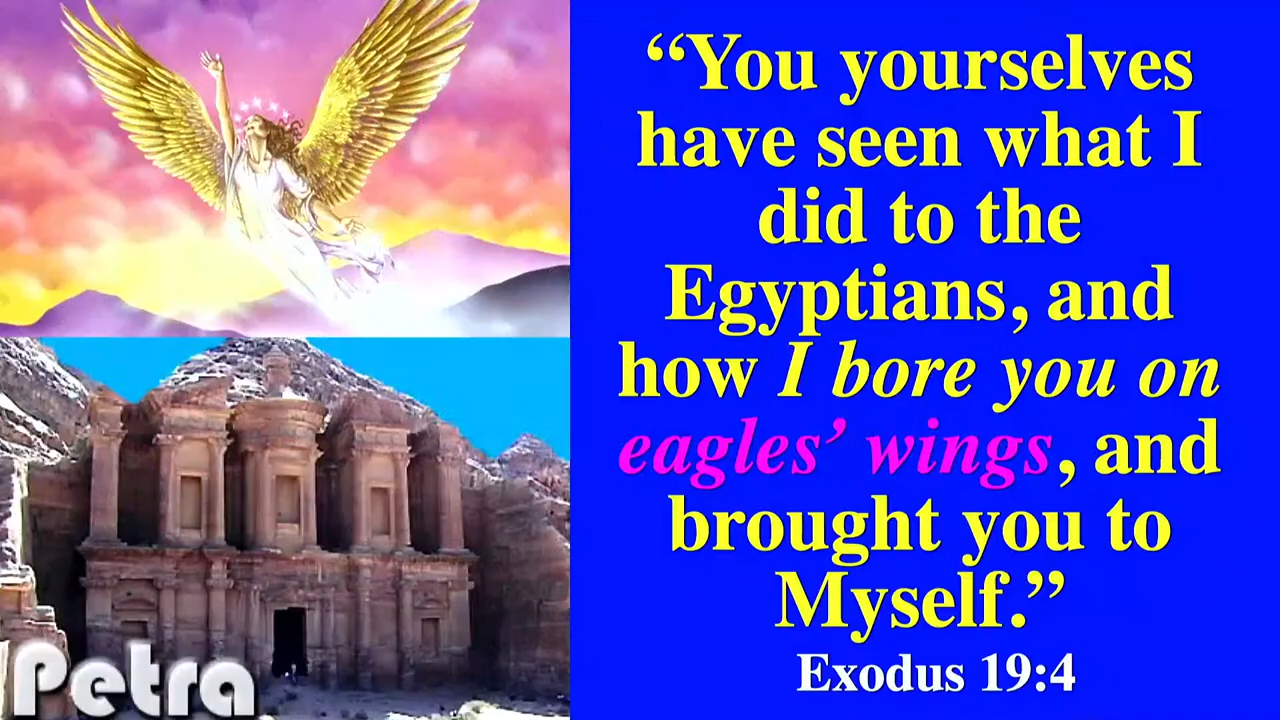 “You yourselves
have seen what I
did to the
Egyptians, and
how I bore you on
eagles’ wings, and
brought you to
Myself.”
Exodus 19:4
Petra